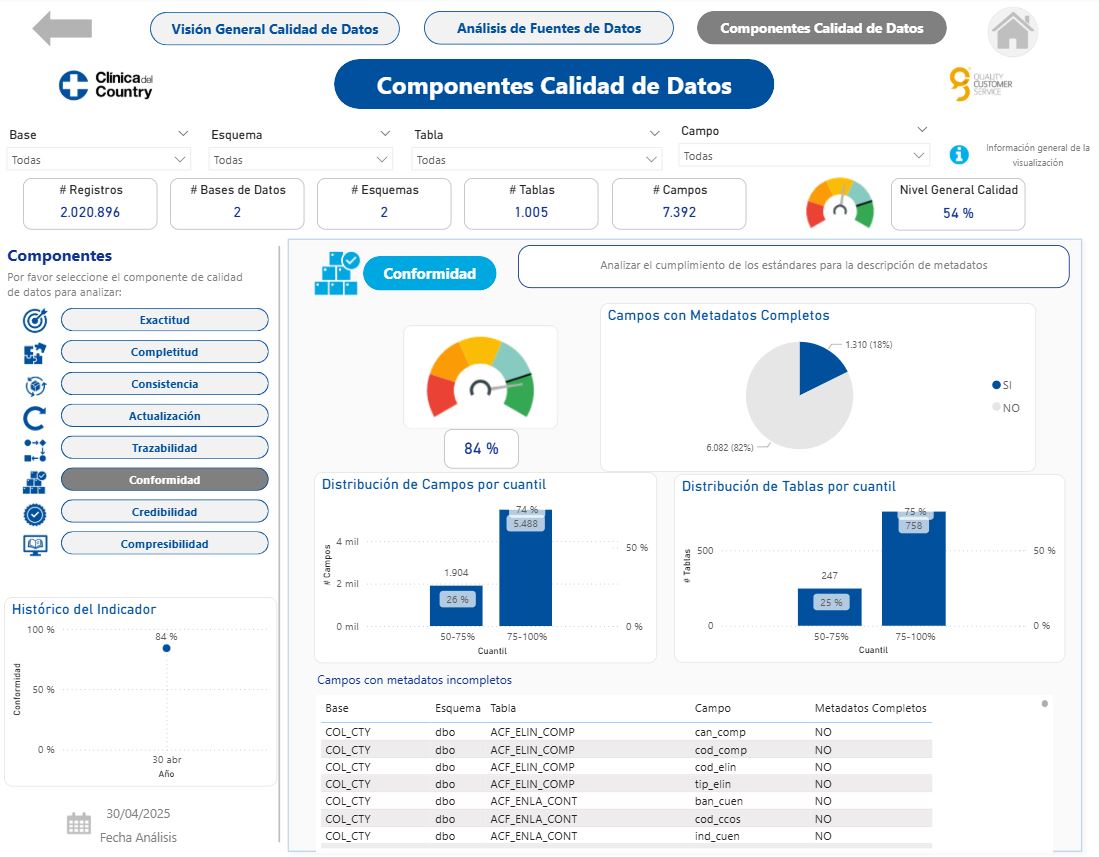 Visión General Calidad de Datos
Análisis de Fuentes de Datos
Componentes Calidad de Datos
Clínica del
Country
Componentes Calidad de Datos
QUALITY
CUSTOMER
SERVICE
Base
Esquema
Tabla
Campo
Todas
Todas
Todas
Todas
Información general de la
visualización
# Registros
2.020.896
# Bases de Datos
2
# Esquemas
2
# Tablas
1.005
# Campos
7.392
Nivel General Calidad
54 %
Componentes
Por favor seleccione el componente de calidad
de datos para analizar:
Exactitud
Completitud
Consistencia
Actualización
Trazabilidad
Conformidad
Credibilidad
Compresibilidad
Histórico del Indicador
100 %
50 %
0 %
84 %
Conformidad
30 abr
Año
30/04/2025
Fecha Análisis
Conformidad
Analizar el cumplimiento de los estándares para la descripción de metadatos
84 %
Campos con Metadatos Completos
1.310 (18%)
6.082 (82%)
SI
NO
Distribución de Campos por cuantil
# Campos
4 mil
2 mil
0 mil
1.904
26 %
74 %
5.488
50 %
0 %
50-75%
75-100%
Cuantil
Distribución de Tablas por cuantil
# Tablas
500
0
247
25 %
75 %
758
50 %
0 %
50-75%
75-100%
Cuantil
Campos con metadatos incompletos
Base Esquema Tabla Campo Metadatos Completos
COL_CTY dbo ACF_ELIN_COMP can_comp NO
COL_CTY dbo ACF_ELIN_COMP cod_comp NO
COL_CTY dbo ACF_ELIN_COMP cod_elin NO
COL_CTY dbo ACF_ELIN_COMP tip_elin NO
COL_CTY dbo ACF_ENLA_CONT ban_cuen NO
COL_CTY dbo ACF_ENLA_CONT cod_ccos NO
COL_CTY dbo ACF_ENLA_CONT ind_cuen NO